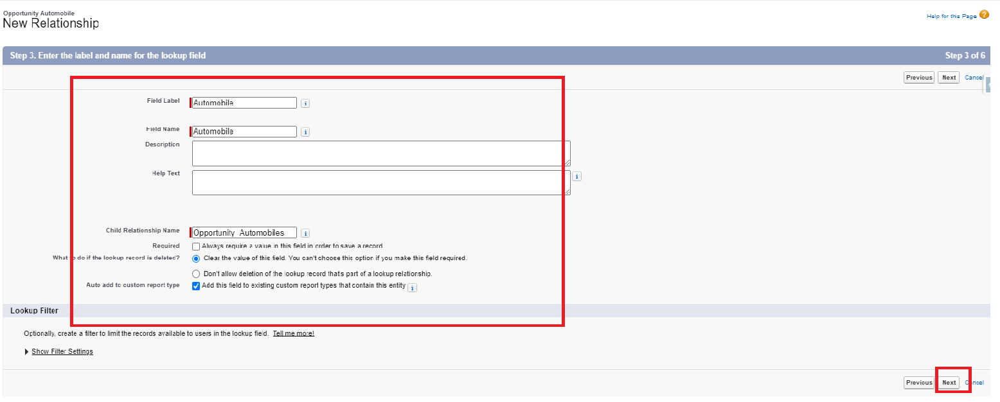 Opportunity Automobile
New Relationship
Help for this Page ?
Step 3. Enter the label and name for the lookup field
Step 3 of 6
Previous Next Cancel
Field Label Automobile i
Field Name Automobile i
Description
Help Text i
Child Relationship Name Opportunity_Automobiles i
Required Always require a value in this field in order to save a record
What to do if the lookup record is deleted? Clear the value of this field. You can't choose this option if you make this field required.
Don't allow deletion of the lookup record that's part of a lookup relationship.
Auto add to custom report type Add this field to existing custom report types that contain this entity i
Lookup Filter
Optionally, create a filter to limit the records available to users in the lookup field. Tell me more!
Show Filter Settings
Previous Next Cancel